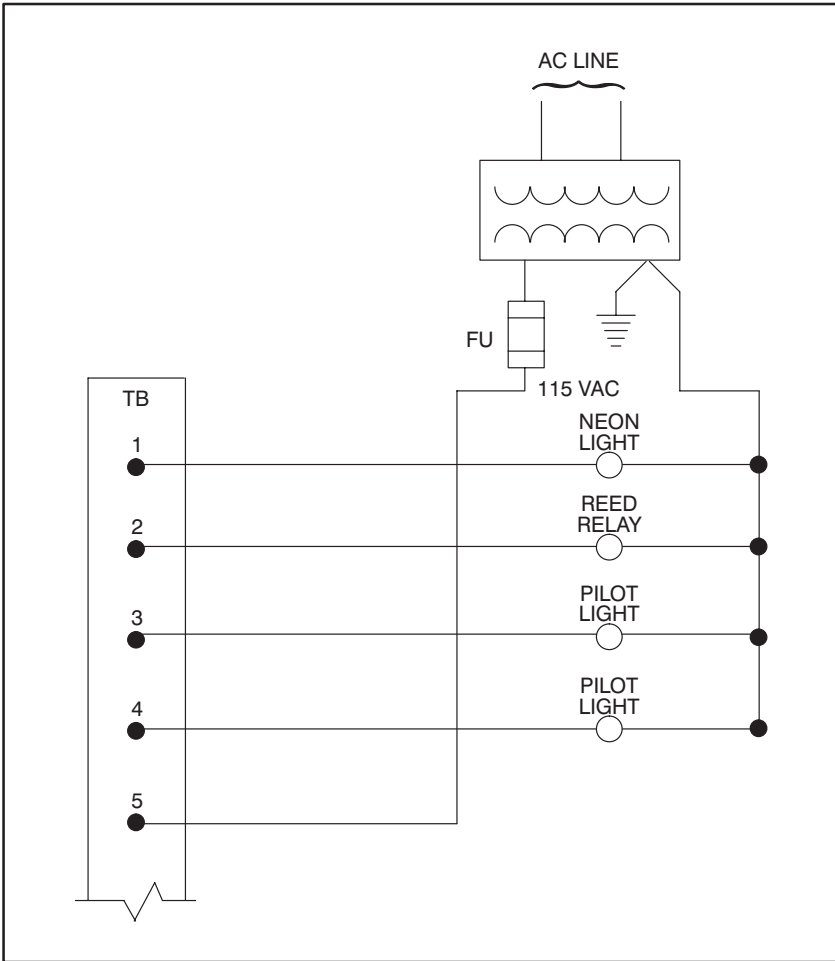 AC LINE
FU
115 VAC
TB
1
NEON
LIGHT
2
REED
RELAY
3
PILOT
LIGHT
4
PILOT
LIGHT
5